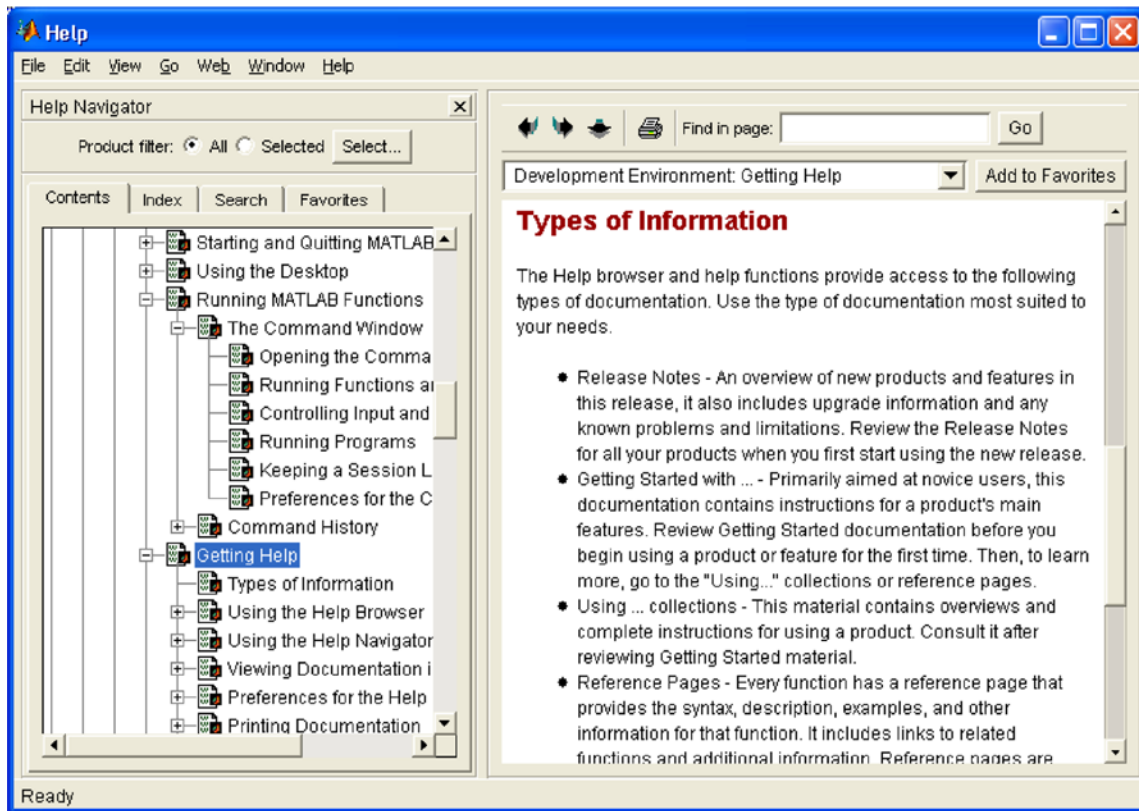 Help
File Edit View Go Web Window Help
Help Navigator
Product filter: All Selected Select...
Contents Index Search Favorites
Starting and Quitting MATLAB
Using the Desktop
Running MATLAB Functions
The Command Window
Opening the Comma
Running Functions a
Controlling Input and
Running Programs
Keeping a Session L
Preferences for the C
Command History
Getting Help
Types of Information
Using the Help Browser
Using the Help Navigator
Viewing Documentation i
Preferences for the Help
Printing Documentation
Find in page: Go
Development Environment: Getting Help Add to Favorites
Types of Information
The Help browser and help functions provide access to the following
types of documentation. Use the type of documentation most suited to
your needs.
Release Notes - An overview of new products and features in
this release, it also includes upgrade information and any
known problems and limitations. Review the Release Notes
for all your products when you first start using the new release.
Getting Started with ... - Primarily aimed at novice users, this
documentation contains instructions for a product's main
features. Review Getting Started documentation before you
begin using a product or feature for the first time. Then, to learn
more, go to the "Using..." collections or reference pages.
Using ... collections - This material contains overviews and
complete instructions for using a product. Consult it after
reviewing Getting Started material.
Reference Pages - Every function has a reference page that
provides the syntax, description, examples, and other
information for that function. It includes links to related
functions and additional information. Reference pages are
Ready